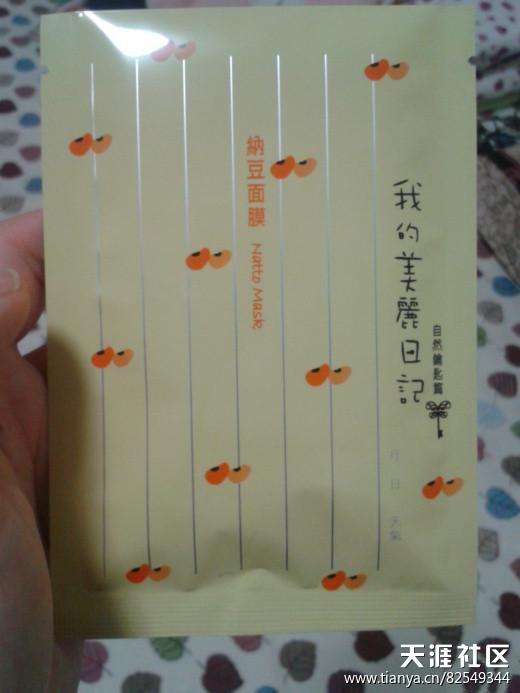 我的美麗日記
自然鑰匙篇
月 日 天氣
納豆面膜 Natto Mask
天涯社区
www.tianya.cn/82549344